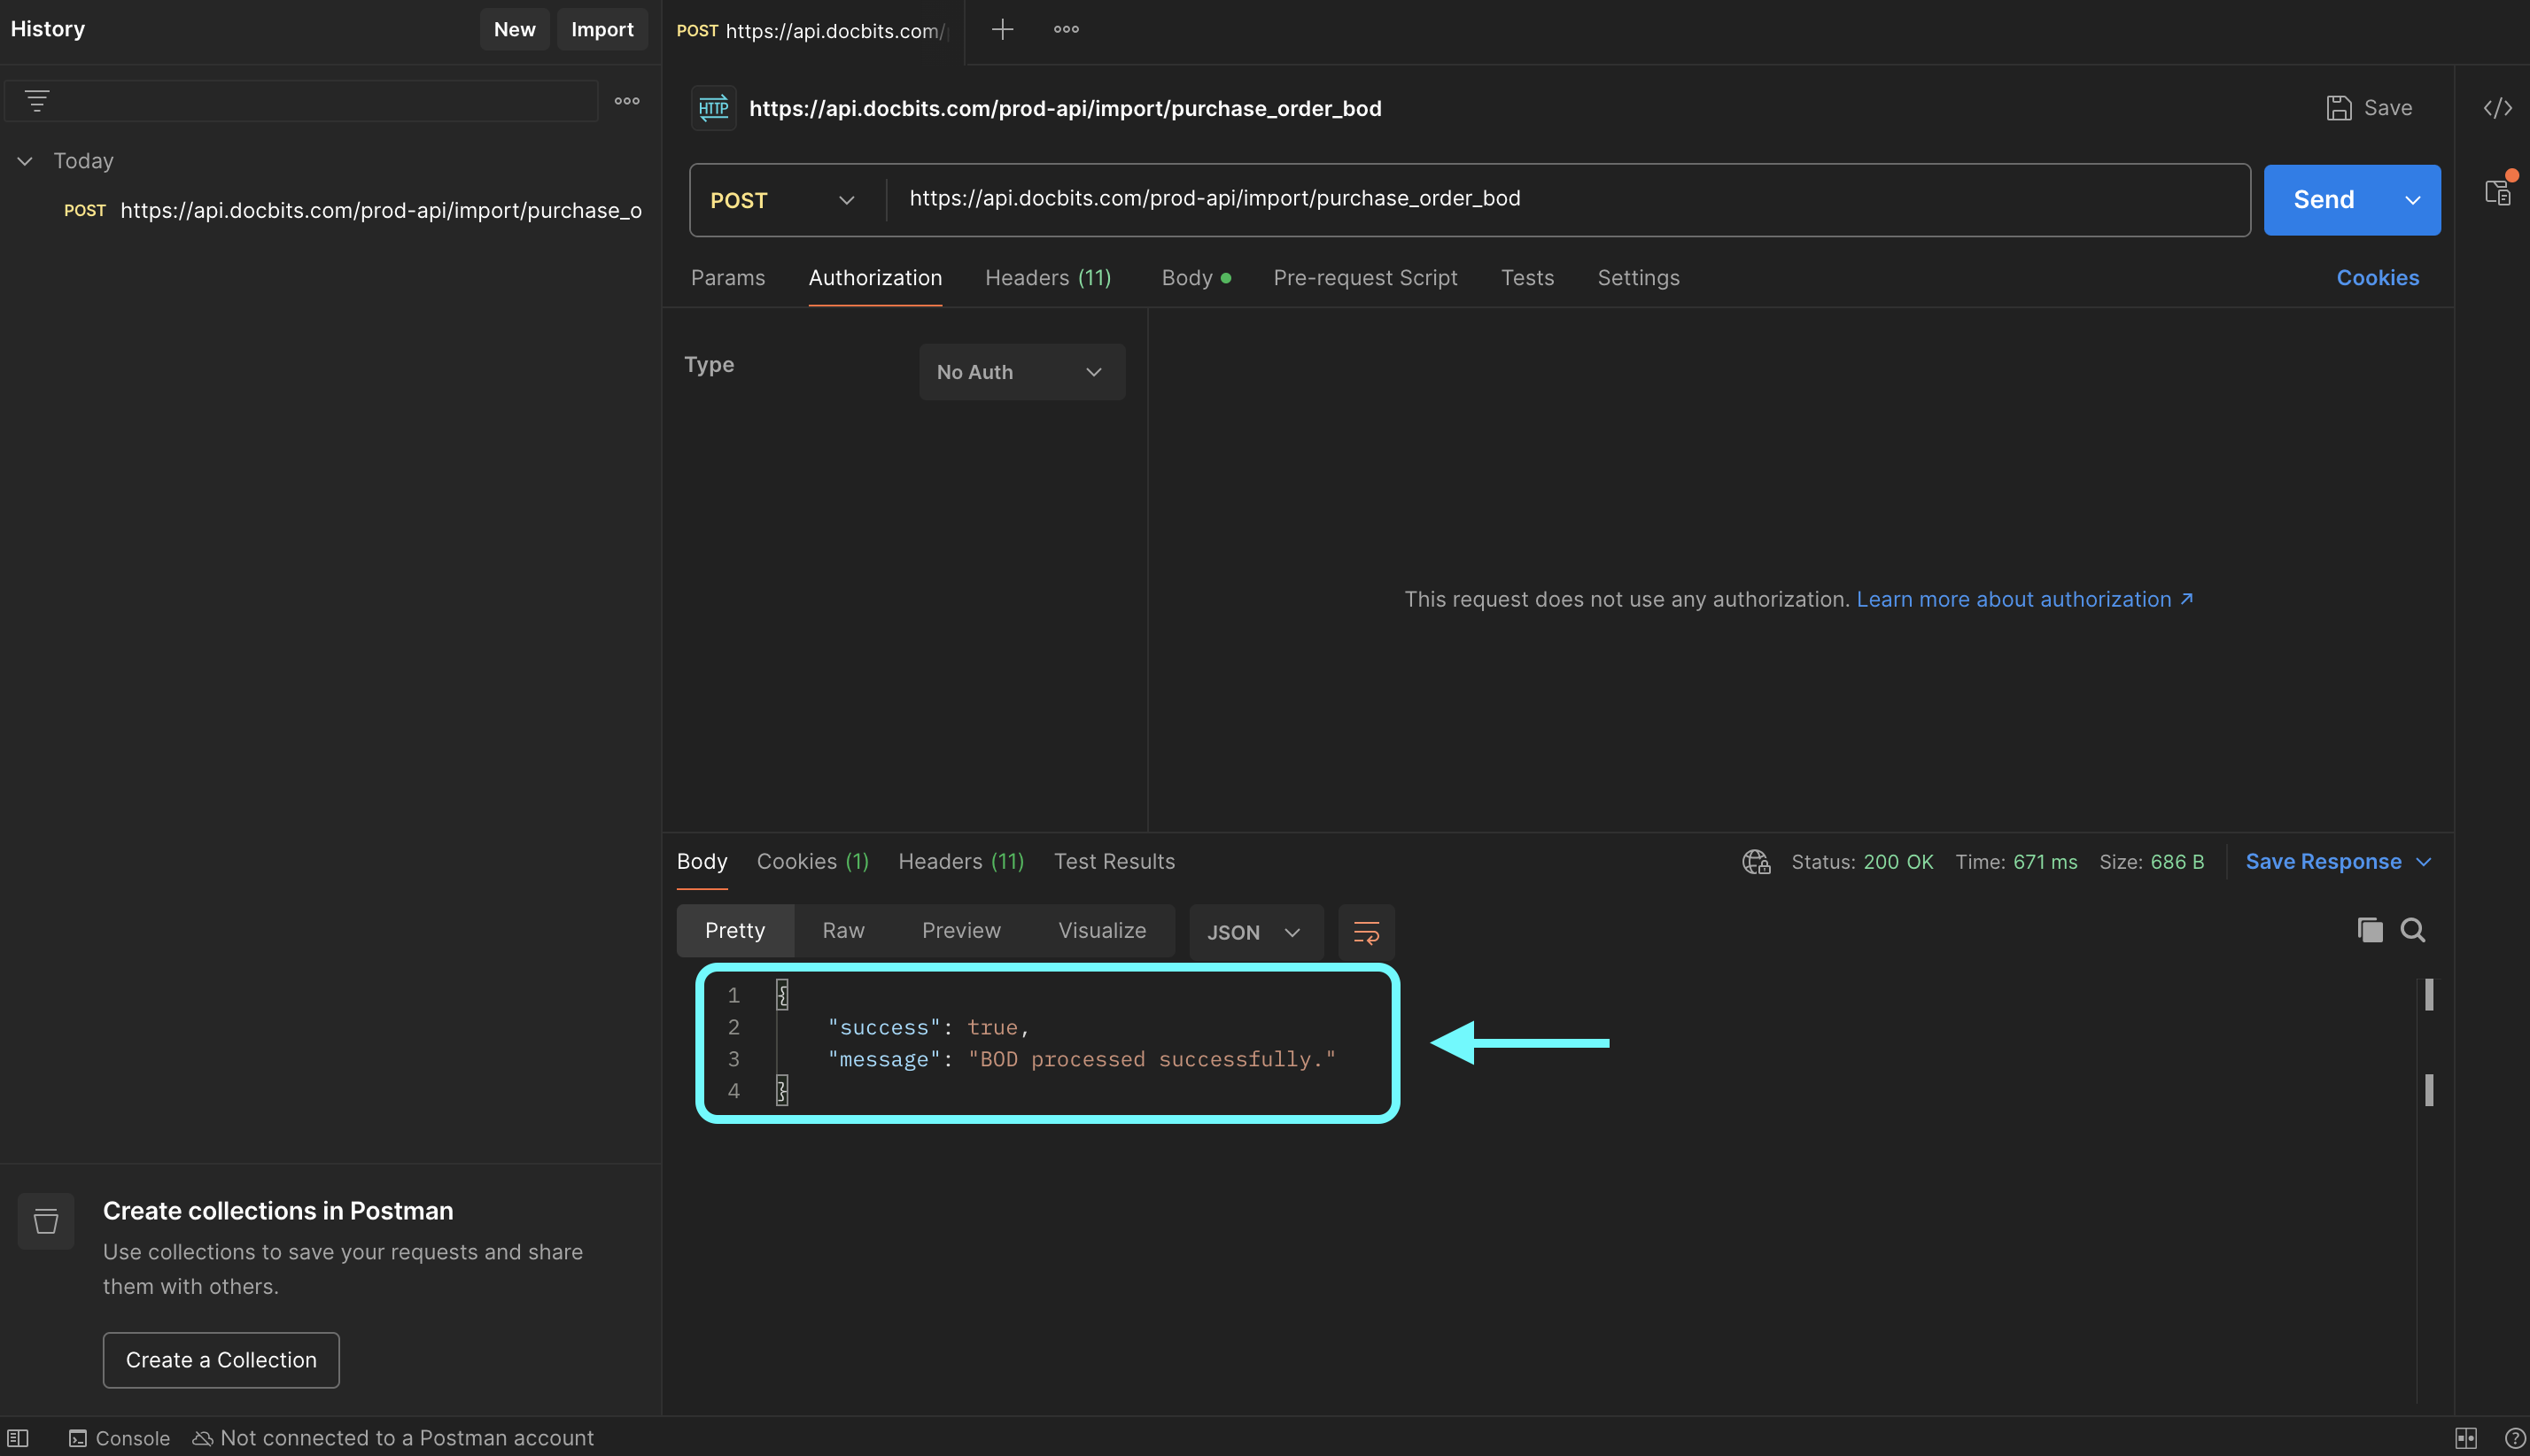 History
New
Import
POST https://api.docbits.com/
HTTP https://api.docbits.com/prod-api/import/purchase_order_bod
Save
Today
POST https://api.docbits.com/prod-api/import/purchase_o
POST
https://api.docbits.com/prod-api/import/purchase_order_bod
Send
Params
Authorization
Headers (11)
Body
Pre-request Script
Tests
Settings
Cookies
Type
No Auth
This request does not use any authorization. Learn more about authorization
Body
Cookies (1)
Headers (11)
Test Results
Status: 200 OK
Time: 671 ms
Size: 686 B
Save Response
Pretty
Raw
Preview
Visualize
JSON
1 {
2 "success": true,
3 "message": "BOD processed successfully."
4 }
Create collections in Postman
Use collections to save your requests and share
them with others.
Create a Collection
Console
Not connected to a Postman account